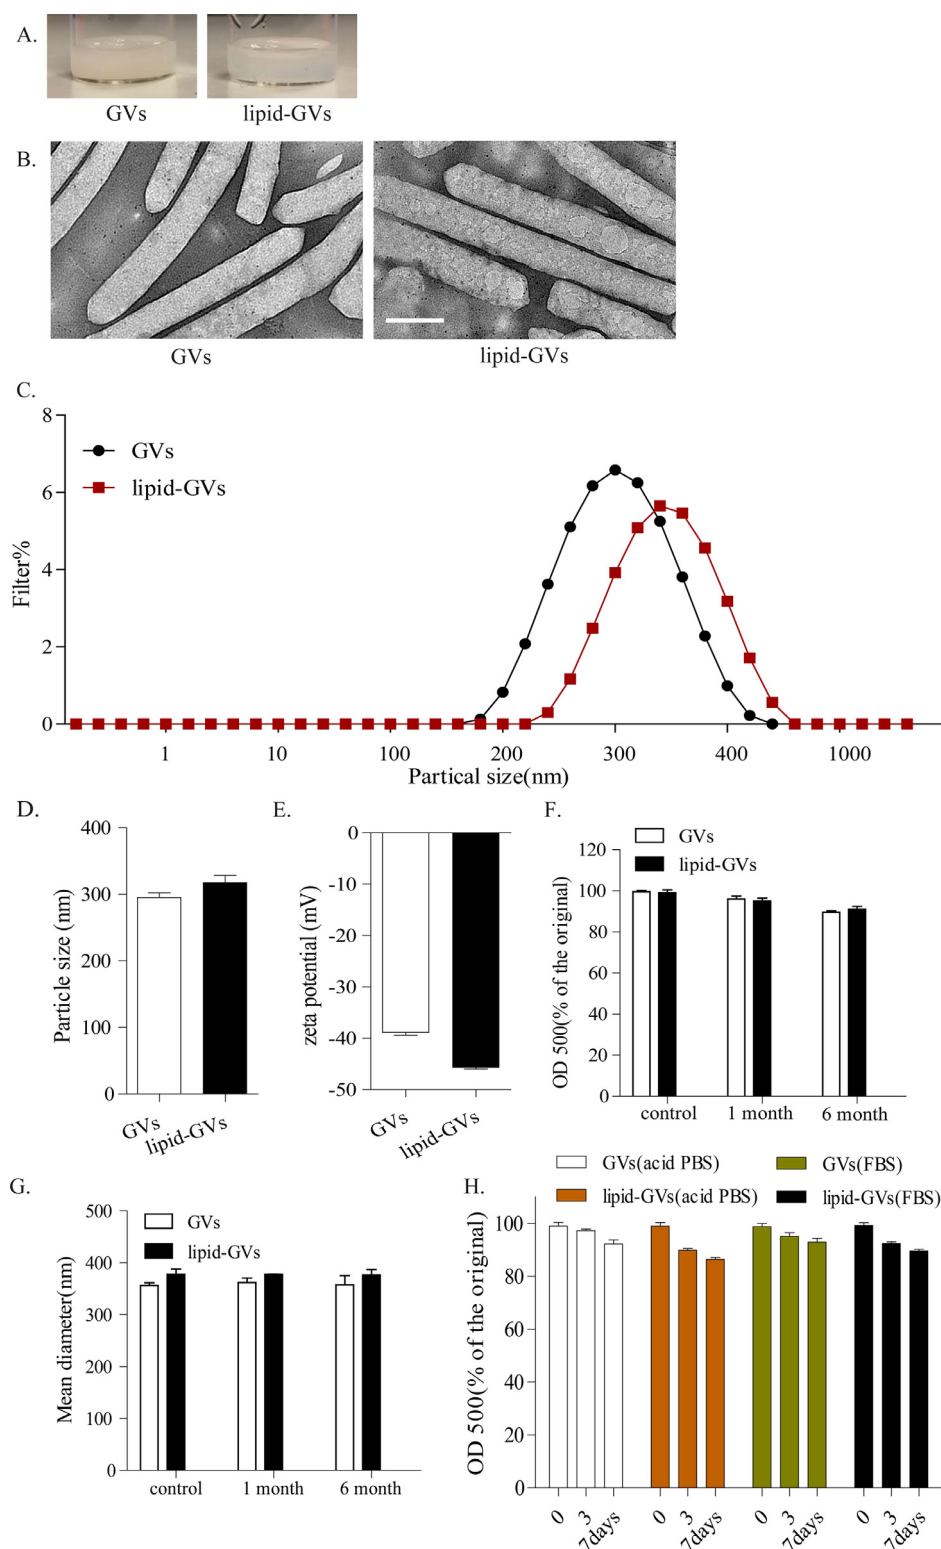 A.
GVs lipid-GVs
B.
GVs lipid-GVs
C.
8
GVs
6
lipid-GVs
Filter%
4
2
0
1 10 100 200 300 400 1000
Partical size(nm)
D.
400
300
200
100
0
Particle size (nm)
GVs lipid-GVs
E.
0
-10
-20
-30
-40
-50
zeta potential (mV)
GVs lipid-GVs
F.
GVs
lipid-GVs
120
100
80
60
40
20
0
OD 500(% of the original)
control 1 month 6 month
G.
500
400
300
200
100
0
GVs
lipid-GVs
Mean diameter(nm)
control 1 month 6 month
H.
GVs(acid PBS) GVs(FBS)
lipid-GVs(acid PBS) lipid-GVs(FBS)
100
80
60
40
20
0
OD 500(% of the original)
0 3 7days 0 3 7days 0 3 7days 0 3 7days